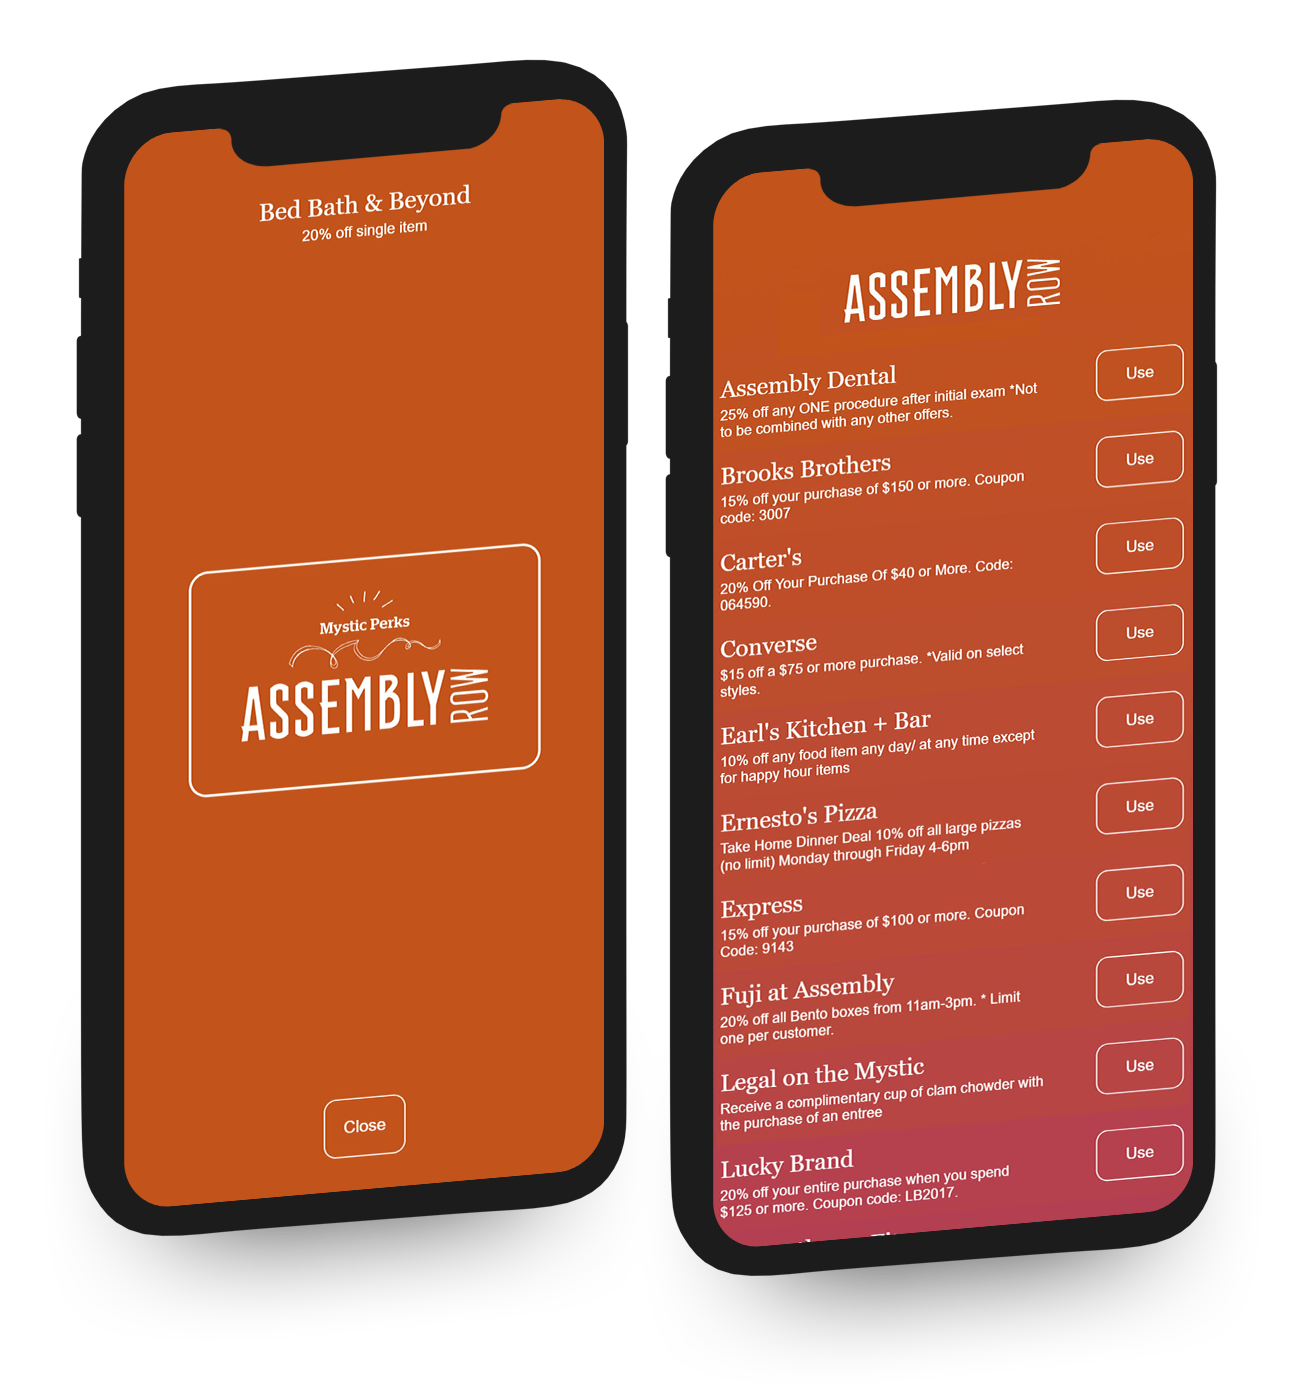 Bed Bath & Beyond
20% off single item
Mystic Perks
ASSEMBLY ROW
Close
ASSEMBLY ROW
Assembly Dental
25% off any ONE procedure after initial exam *Not
to be combined with any other offers.
Use
Brooks Brothers
15% off your purchase of $150 or more. Coupon
code: 3007
Use
Carter's
20% Off Your Purchase Of $40 or More. Code:
064590.
Use
Converse
$15 off a $75 or more purchase. *Valid on select
styles.
Use
Earl's Kitchen + Bar
10% off any food item any day/ at any time except
for happy hour items
Use
Ernesto's Pizza
Take Home Dinner Deal 10% off all large pizzas
(no limit) Monday through Friday 4-6pm
Use
Express
15% off your purchase of $100 or more. Coupon
Code: 9143
Use
Fuji at Assembly
20% off all Bento boxes from 11am-3pm. * Limit
one per customer.
Use
Legal on the Mystic
Receive a complimentary cup of clam chowder with
the purchase of an entree
Use
Lucky Brand
20% off your entire purchase when you spend
$125 or more. Coupon code: LB2017.
Use